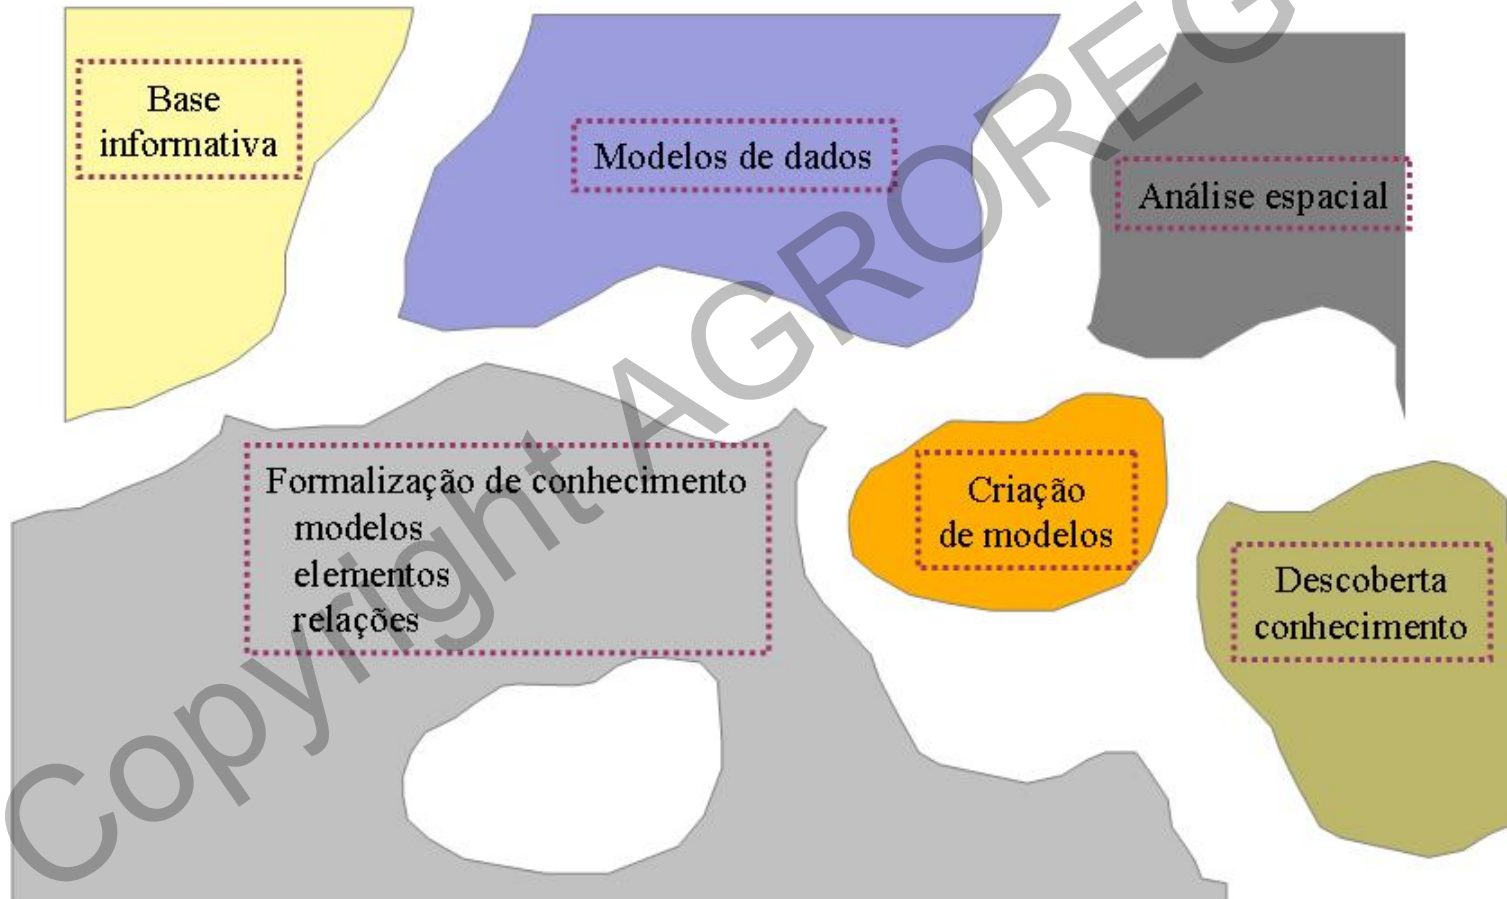 Base
informativa
Modelos de dados
Análise espacial
Formalização de conhecimento
modelos
elementos
relações
Criação
de modelos
Descoberta
conhecimento
Copyright AGROREG